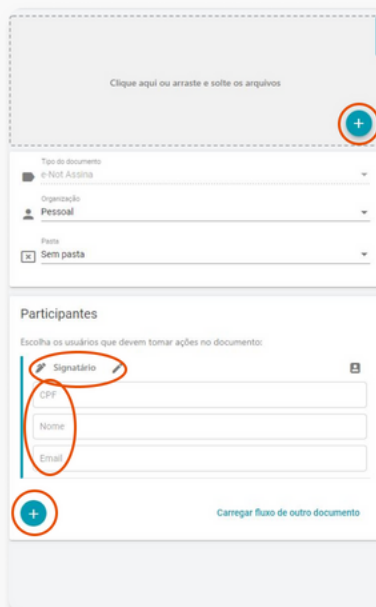 Clique aqui ou arraste e solte os arquivos
Tipo do documento
e-Not Assina
Organização
Pessoal
Pasta
Sem pasta
Participantes
Escolha os usuários que devem tomar ações no documento:
Signatário
CPF
Nome
Email
Carregar fluxo de outro documento